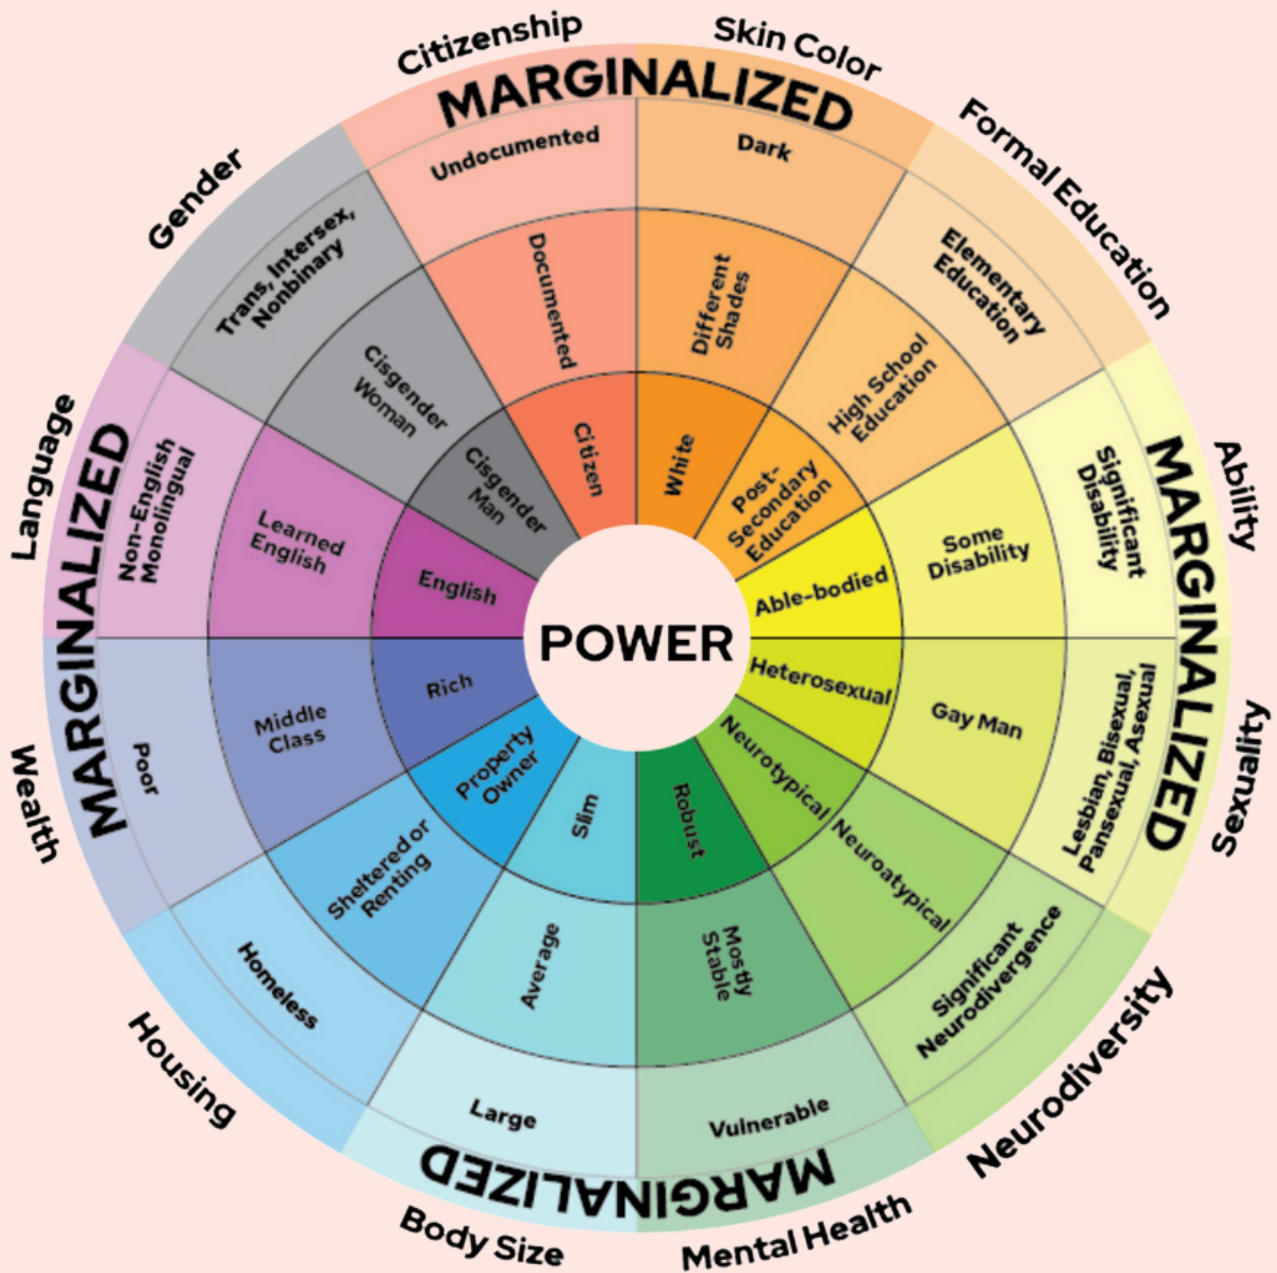 Citizenship
MARGINALIZED
Undocumented
Documented
Citizen
Skin Color
Dark
Different
Shades
White
Formal Education
Elementary
Education
High School
Education
Post-
Secondary
Education
Ability
MARGINALIZED
Significant
Disability
Some
Disability
Able-bodied
Sexuality
Lesbian, Bisexual,
Pansexual, Asexual
Gay Man
Heterosexual
Neurodiversity
Significant
Neurodivergence
Neuroatypical
Neurotypical
Mental Health
MARGINALIZED
Vulnerable
Mostly
Stable
Robust
Body Size
Large
Average
Slim
Housing
Homeless
Sheltered or
Renting
Property
Owner
Wealth
MARGINALIZED
Poor
Middle
Class
Rich
Language
Non-English
Monolingual
Learned
English
English
Gender
Trans, Intersex,
Nonbinary
Cisgender
Woman
Cisgender
Man
POWER